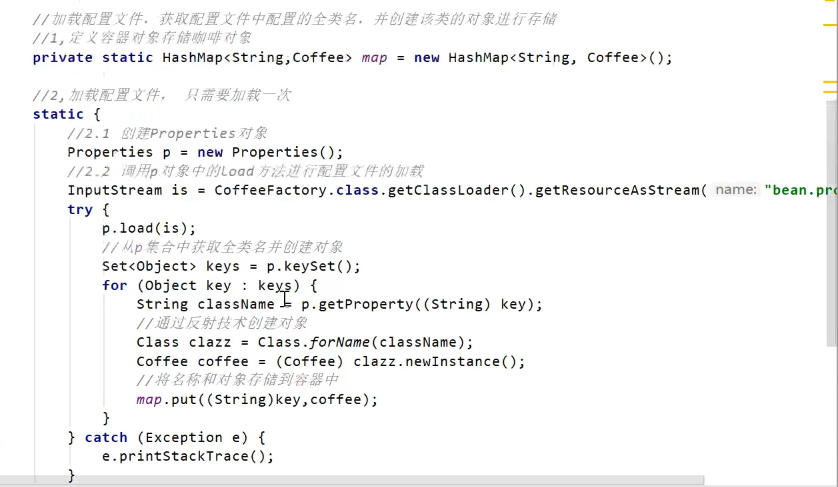 //加载配置文件，获取配置文件中配置的全类名，并创建该类的对象进行存储
//1,定义容器对象存储咖啡对象
private static HashMap<String,Coffee> map = new HashMap<String, Coffee>();
//2,加载配置文件， 只需要加载一次
static {
//2.1 创建Properties对象
Properties p = new Properties();
//2.2 调用p对象中的load方法进行配置文件的加载
InputStream is = CoffeeFactory.class.getClassLoader().getResourceAsStream( name: "bean.pro
try {
p.load(is);
//从p集合中获取全类名并创建对象
Set<Object> keys = p.keySet();
for (Object key : keys) {
String className = p.getProperty((String) key);
//通过反射技术创建对象
Class clazz = Class.forName(className);
Coffee coffee = (Coffee) clazz.newInstance();
//将名称和对象存储到容器中
map.put((String)key,coffee);
}
} catch (Exception e) {
e.printStackTrace();
}